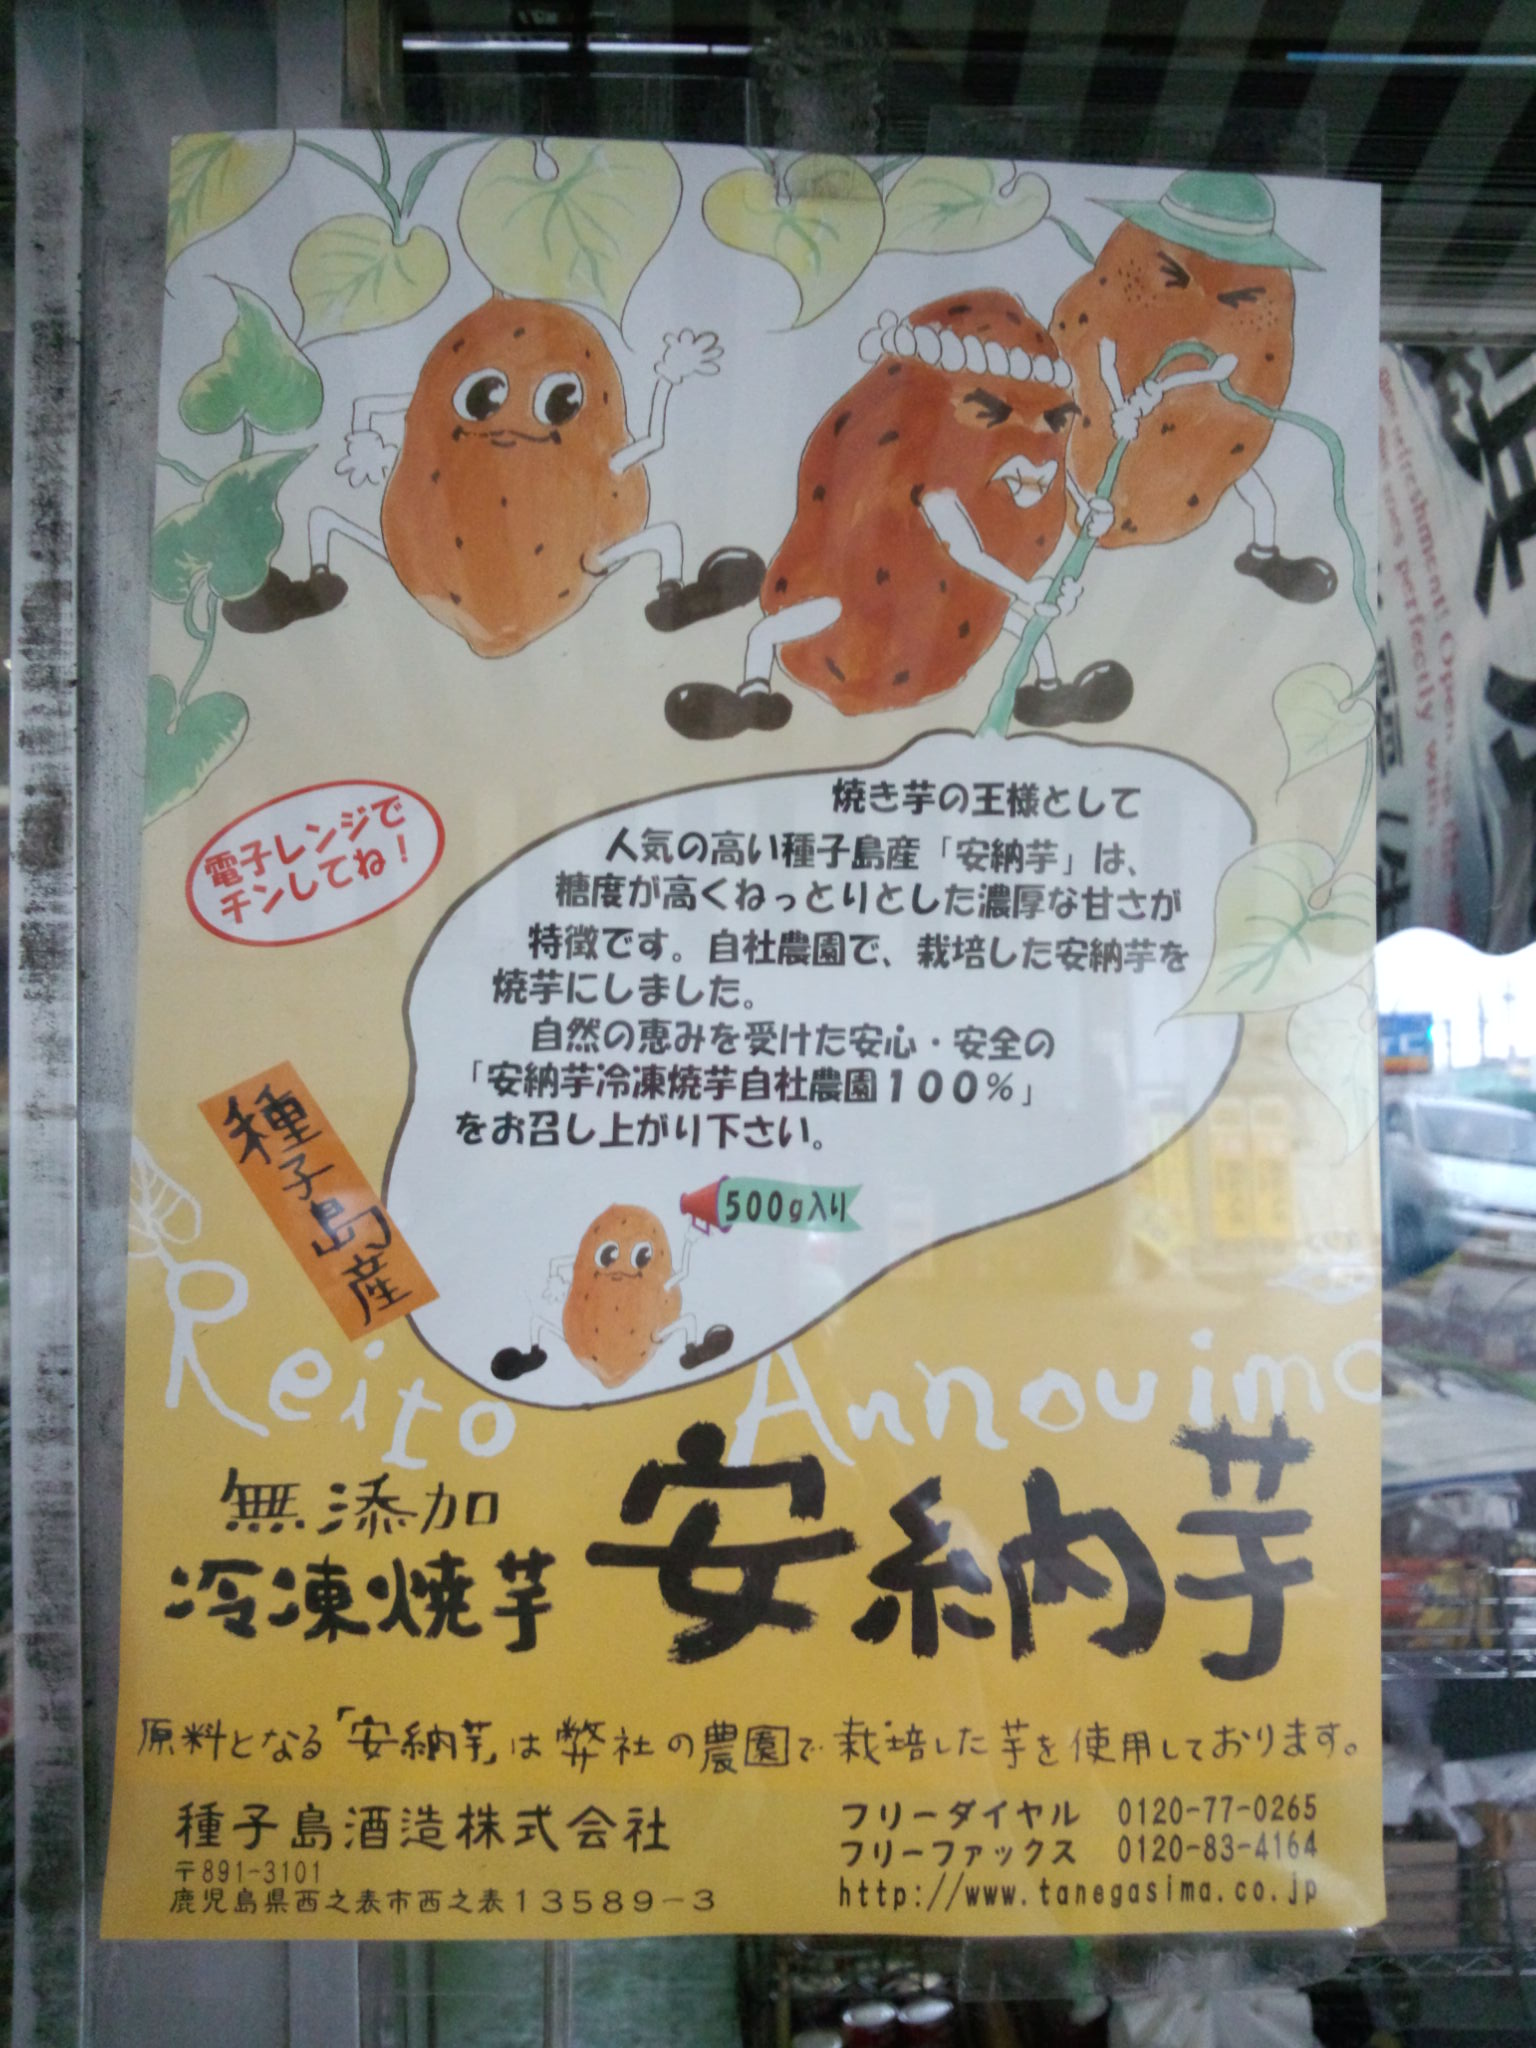 焼き芋の王様として
人気の高い種子島産「安納芋」は、
糖度が高くねっとりとした濃厚な甘さが
特徴です。自社農園で、栽培した安納芋を
焼芋にしました。
自然の恵みを受けた安心・安全の
「安納芋冷凍焼芋自社農園１００％」
をお召し上がり下さい。
電子レンジで
チンしてね！
種子島産
500g入り
Reito Annouimo
無添加
冷凍焼芋
安納芋
原料となる「安納芋」は弊社の農園で栽培した芋を使用しております。
種子島酒造株式会社
〒891-3101
鹿児島県西之表市西之表１３５８９－３
フリーダイヤル 0120-77-0265
フリーファックス 0120-83-4164
http://www.tanegasima.co.jp